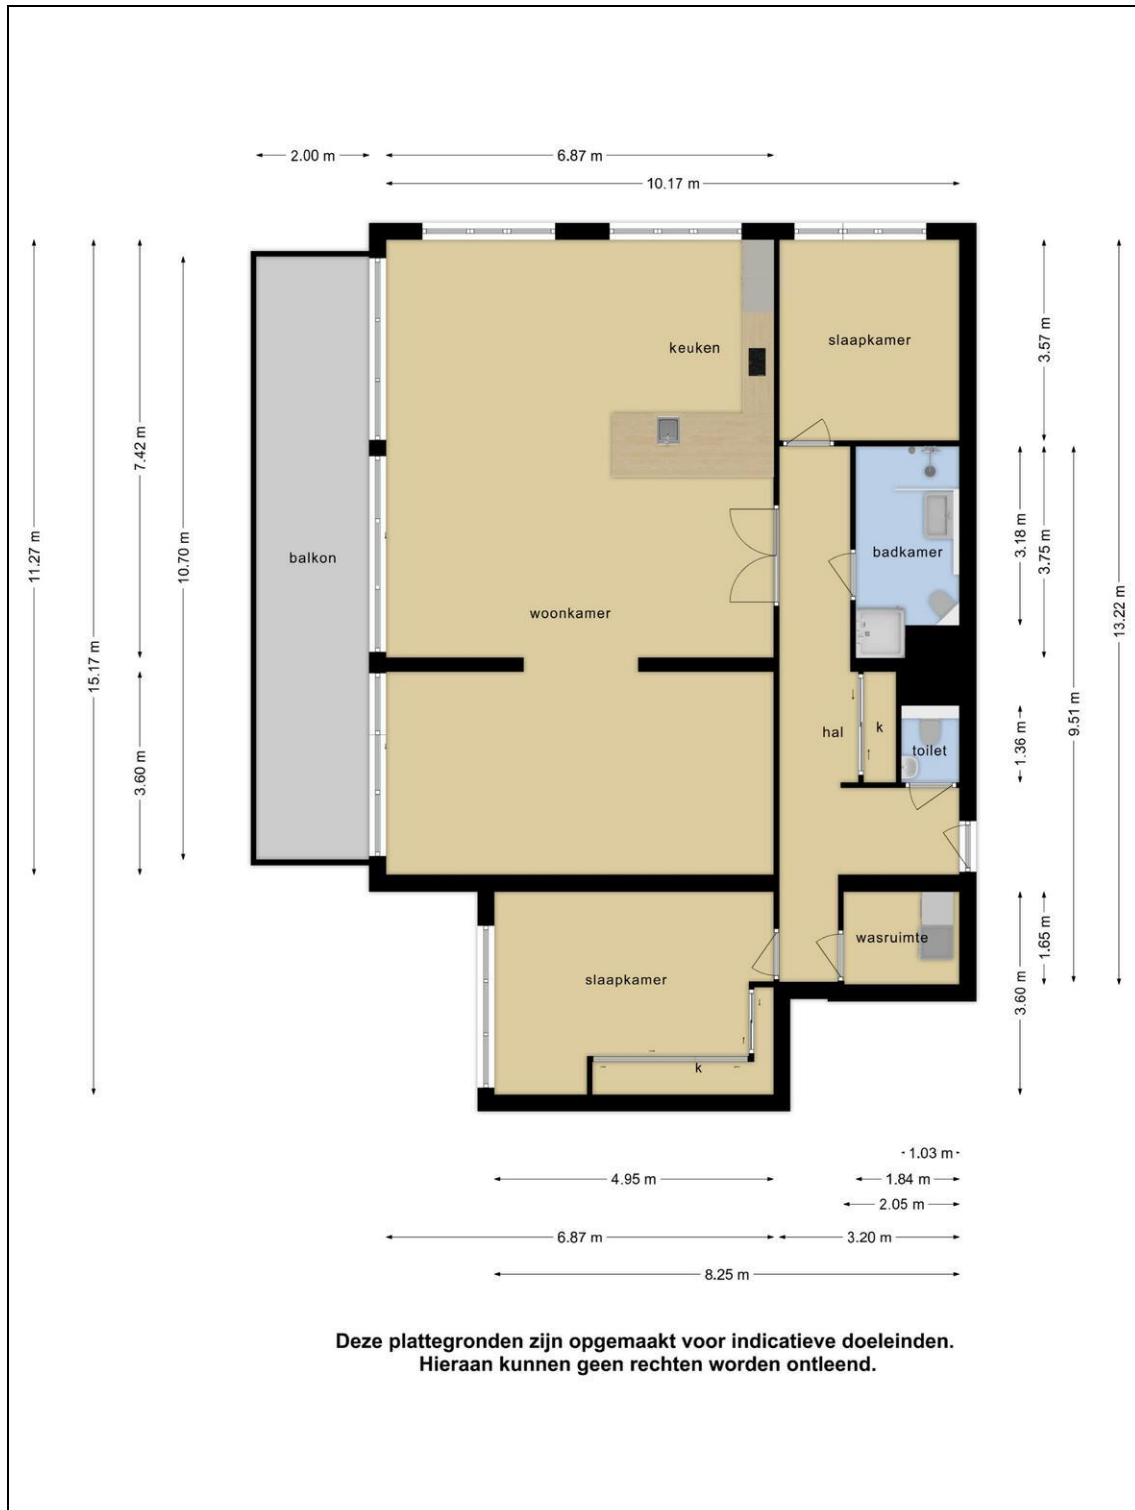 2.00 m
6.87 m
10.17 m
11.27 m
15.17 m
7.42 m
3.60 m
10.70 m
keuken
slaapkamer
balkon
badkamer
woonkamer
hal
k
toilet
wasruimte
slaapkamer
k
3.57 m
3.18 m
3.75 m
13.22 m
9.51 m
1.36 m
1.65 m
3.60 m
1.03 m
4.95 m
1.84 m
2.05 m
6.87 m
3.20 m
8.25 m
Deze plattegronden zijn opgemaakt voor indicatieve doeleinden.
Hieraan kunnen geen rechten worden ontleend.